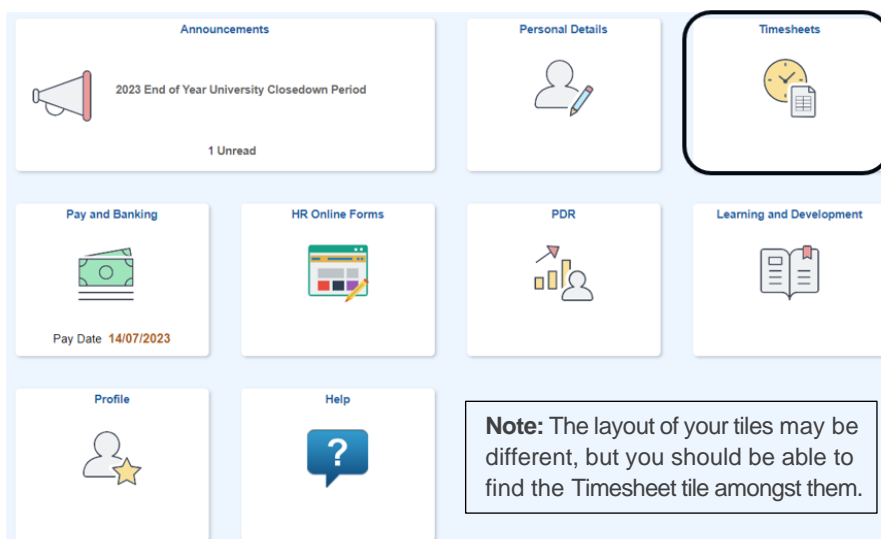 Announcements
2023 End of Year University Closedown Period
1 Unread
Personal Details
Timesheets
Pay and Banking
Pay Date 14/07/2023
HR Online Forms
PDR
Learning and Development
Profile
Help
?
Note: The layout of your tiles may be
different, but you should be able to
find the Timesheet tile amongst them.